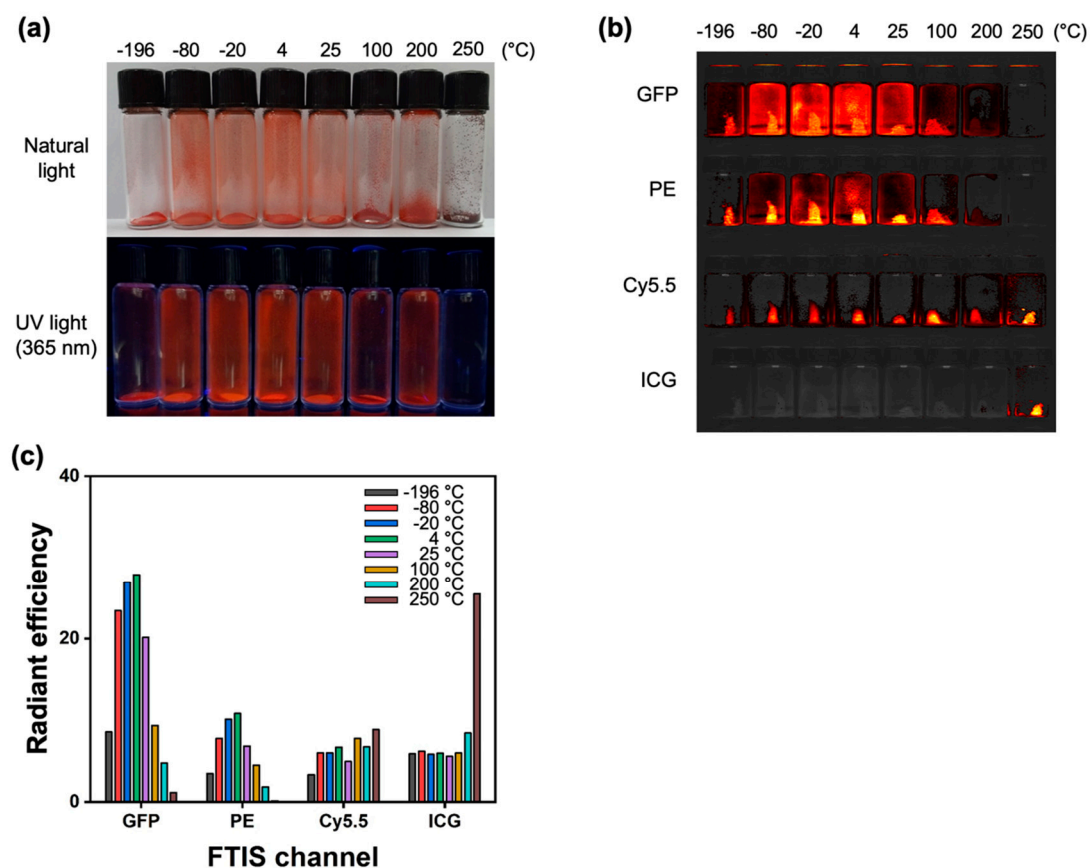 (a)
-196 -80 -20 4 25 100 200 250 (°C)
Natural
light
UV light
(365 nm)
(b)
-196 -80 -20 4 25 100 200 250 (°C)
GFP
PE
Cy5.5
ICG
(c)
40
20
0
Radiant efficiency
-196 °C
-80 °C
-20 °C
4 °C
25 °C
100 °C
200 °C
250 °C
GFP PE Cy5.5 ICG
FTIS channel